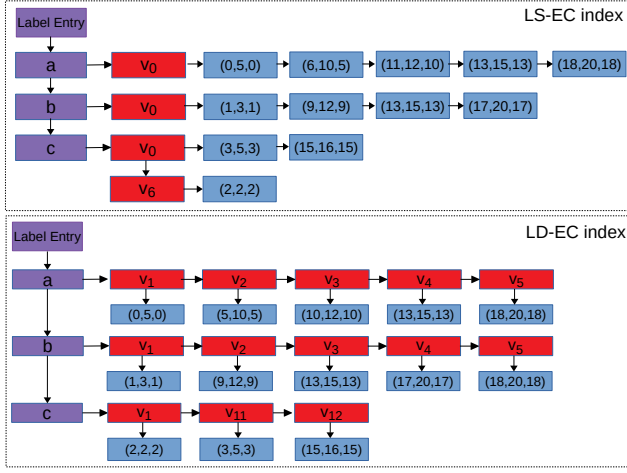 LS-EC index
Label Entry
a v0 (0,5,0) (6,10,5) (11,12,10) (13,15,13) (18,20,18)
b v0 (1,3,1) (9,12,9) (13,15,13) (17,20,17)
c v0 (3,5,3) (15,16,15)
v6 (2,2,2)
LD-EC index
Label Entry
a v1 v2 v3 v4 v5
(0,5,0) (5,10,5) (10,12,10) (13,15,13) (18,20,18)
b v1 v2 v3 v4 v5
(1,3,1) (9,12,9) (13,15,13) (17,20,17) (18,20,18)
c v1 v11 v12
(2,2,2) (3,5,3) (15,16,15)